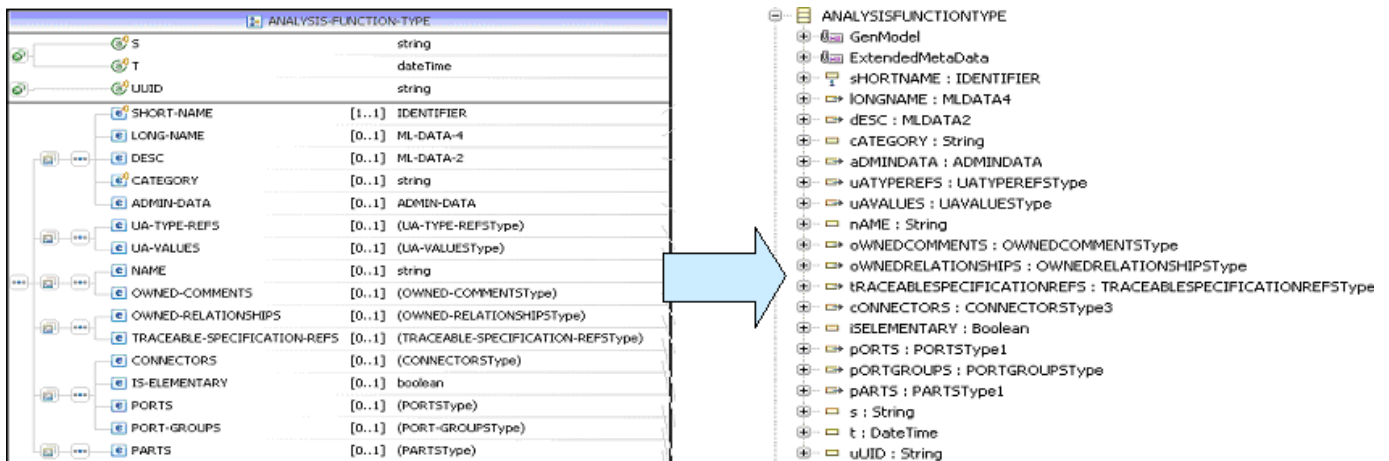 ANALYSIS-FUNCTION-TYPE
S string
T dateTime
UUID string
SHORT-NAME [1..1] IDENTIFIER
LONG-NAME [0..1] ML-DATA-4
DESC [0..1] ML-DATA-2
CATEGORY [0..1] string
ADMIN-DATA [0..1] ADMIN-DATA
UA-TYPE-REFS [0..1] (UA-TYPE-REFSType)
UA-VALUES [0..1] (UA-VALUESType)
NAME [0..1] string
OWNED-COMMENTS [0..1] (OWNED-COMMENTSType)
OWNED-RELATIONSHIPS [0..1] (OWNED-RELATIONSHIPSType)
TRACEABLE-SPECIFICATION-REFS [0..1] (TRACEABLE-SPECIFICATION-REFSType)
CONNECTORS [0..1] (CONNECTORSType)
IS-ELEMENTARY [0..1] boolean
PORTS [0..1] (PORTSType)
PORT-GROUPS [0..1] (PORT-GROUPSType)
PARTS [0..1] (PARTSType)
ANALYSISFUNCTIONTYPE
GenModel
ExtendedMetaData
sHORTNAME : IDENTIFIER
lONGNAME : MLDATA4
dESC : MLDATA2
cATEGORY : String
aDMINDATA : ADMINDATA
uATYPEREFS : UATYPEREFSType
uAVALUES : UAVALUESType
nAME : String
oWNEDCOMMENTS : OWNEDCOMMENTSType
oWNEDRELATIONSHIPS : OWNEDRELATIONSHIPSType
tRACEABLESPECIFICATIONREFS : TRACEABLESPECIFICATIONREFSType
cONNECTORS : CONNECTORSType3
iSELEMENTARY : Boolean
pORTS : PORTSType1
pORTGROUPS : PORTGROUPSType
pARTS : PARTSType1
s : String
t : DateTime
uUID : String